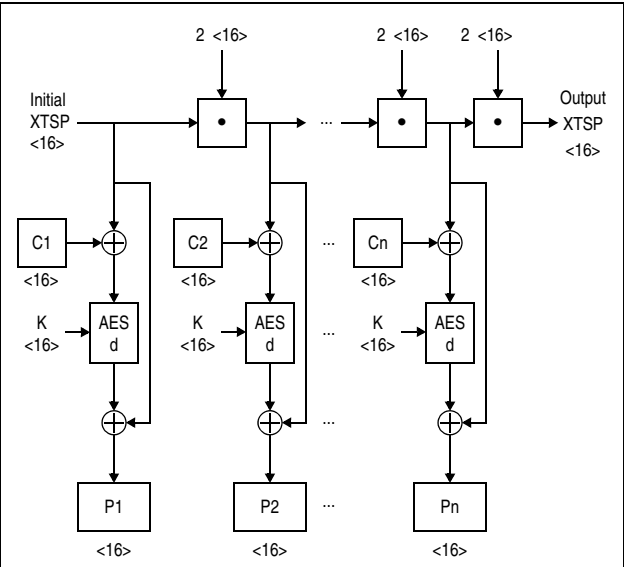 2 <16> 2 <16> 2 <16>
Initial
XTSP
<16>
• ... • •
Output
XTSP
<16>
C1 C2 ... Cn
<16> <16> <16>
K
<16>
AES
d
K
<16>
AES
d
...
K
<16>
AES
d
...
P1 P2 ... Pn
<16> <16> <16>